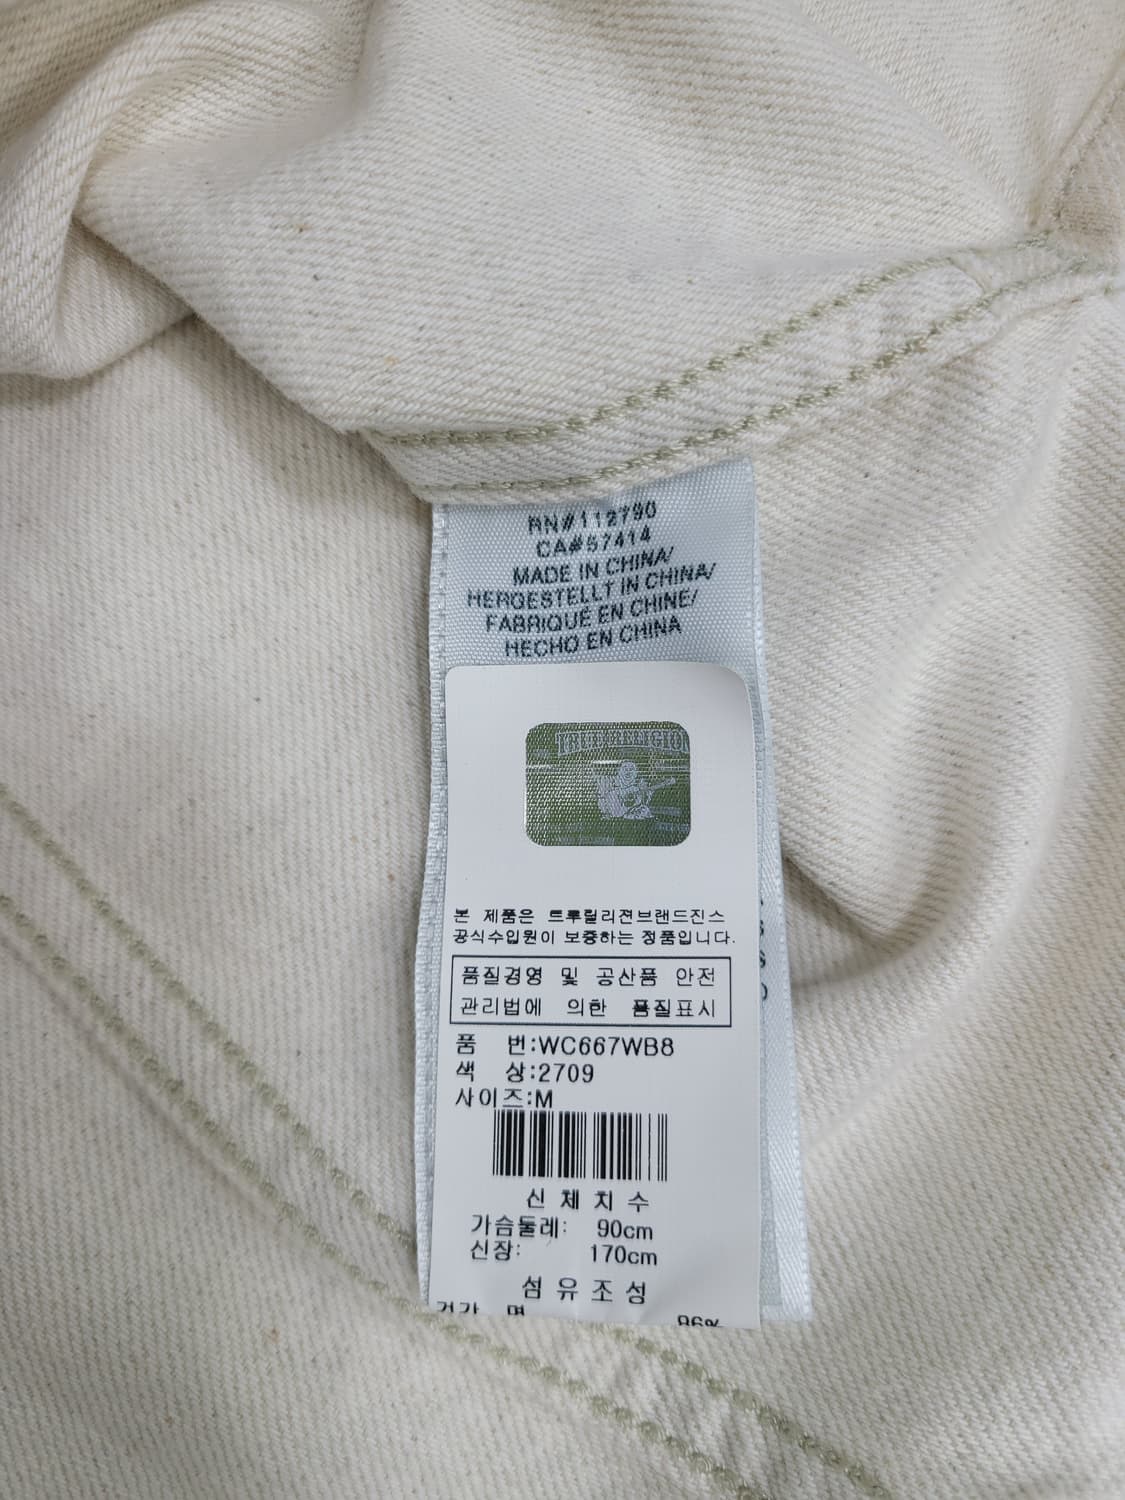 RN#112790
CA#57414
MADE IN CHINA/
HERGESTELLT IN CHINA/
FABRIQUÉ EN CHINE/
HECHO EN CHINA
TRUE RELIGION
본 제품은 트루릴리젼브랜드진스
공식수입원이 보증하는 정품입니다.
품질경영 및 공산품 안전
관리법에 의한 품질표시
품 번:WC667WB8
색 상:2709
사이즈:M
신 체 치 수
가슴둘레: 90cm
신장: 170cm
섬 유 조 성